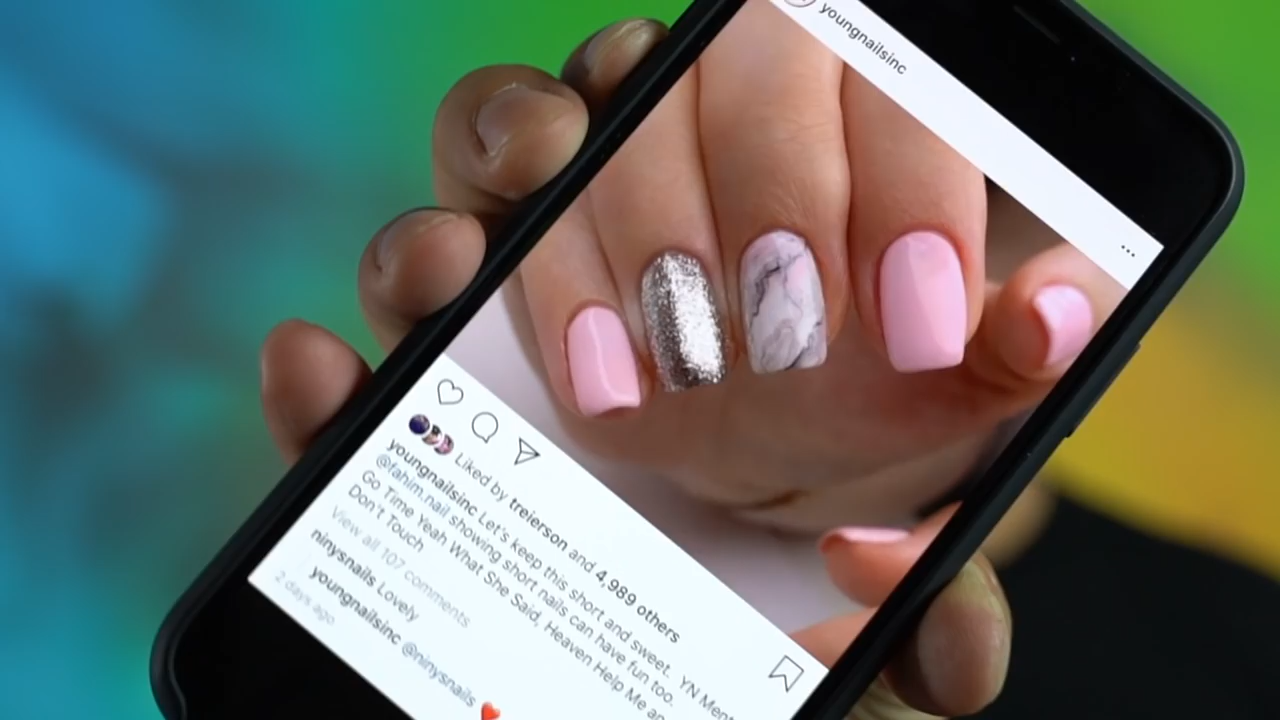 youngnailsinc
Liked by treierson and 4,989 others
youngnailsinc Let's keep this short and sweet. YN Ment
@fahim.nail showing short nails can have fun too.
Go Time Yeah What She Said, Heaven Help Me an
Don't Touch
View all 107 comments
ninysnails Lovely
youngnailsinc @ninysnails ❤️
2 days ago